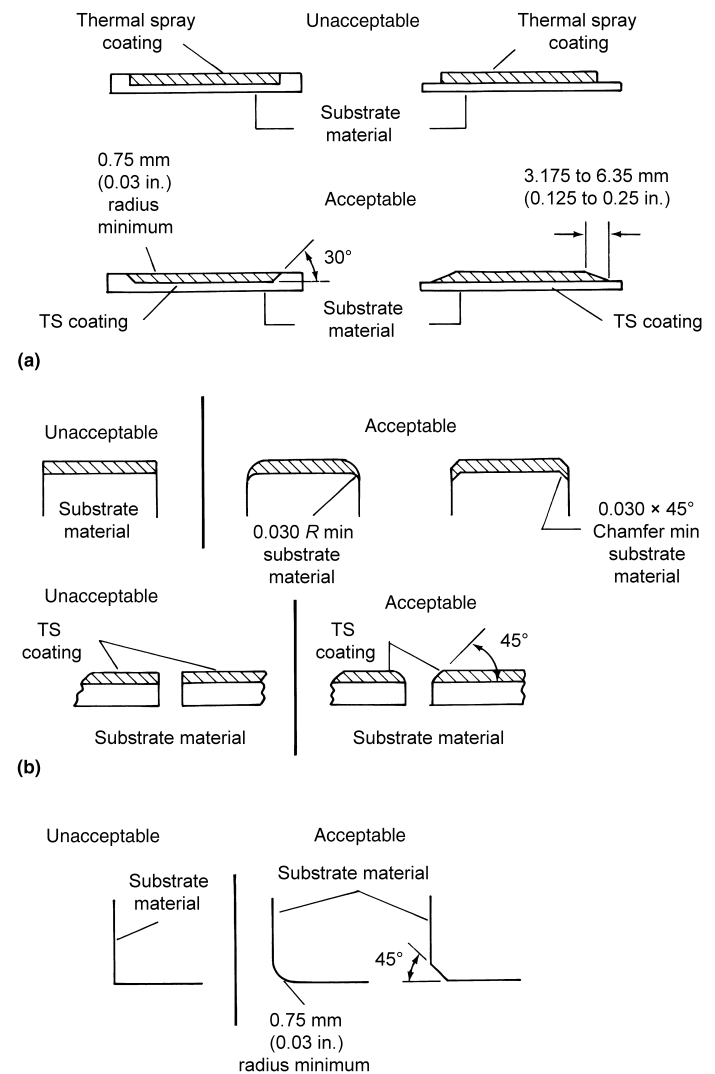 Thermal spray
coating
Unacceptable
Thermal spray
coating
Substrate
material
0.75 mm
(0.03 in.)
radius
minimum
Acceptable
3.175 to 6.35 mm
(0.125 to 0.25 in.)
30°
TS coating
Substrate
material
TS coating
(a)
Unacceptable
Acceptable
Substrate
material
0.030 R min
substrate
material
0.030 × 45°
Chamfer min
substrate
material
Unacceptable
TS
coating
Acceptable
TS
coating
45°
Substrate material
Substrate material
(b)
Unacceptable
Acceptable
Substrate
material
Substrate material
45°
0.75 mm
(0.03 in.)
radius minimum